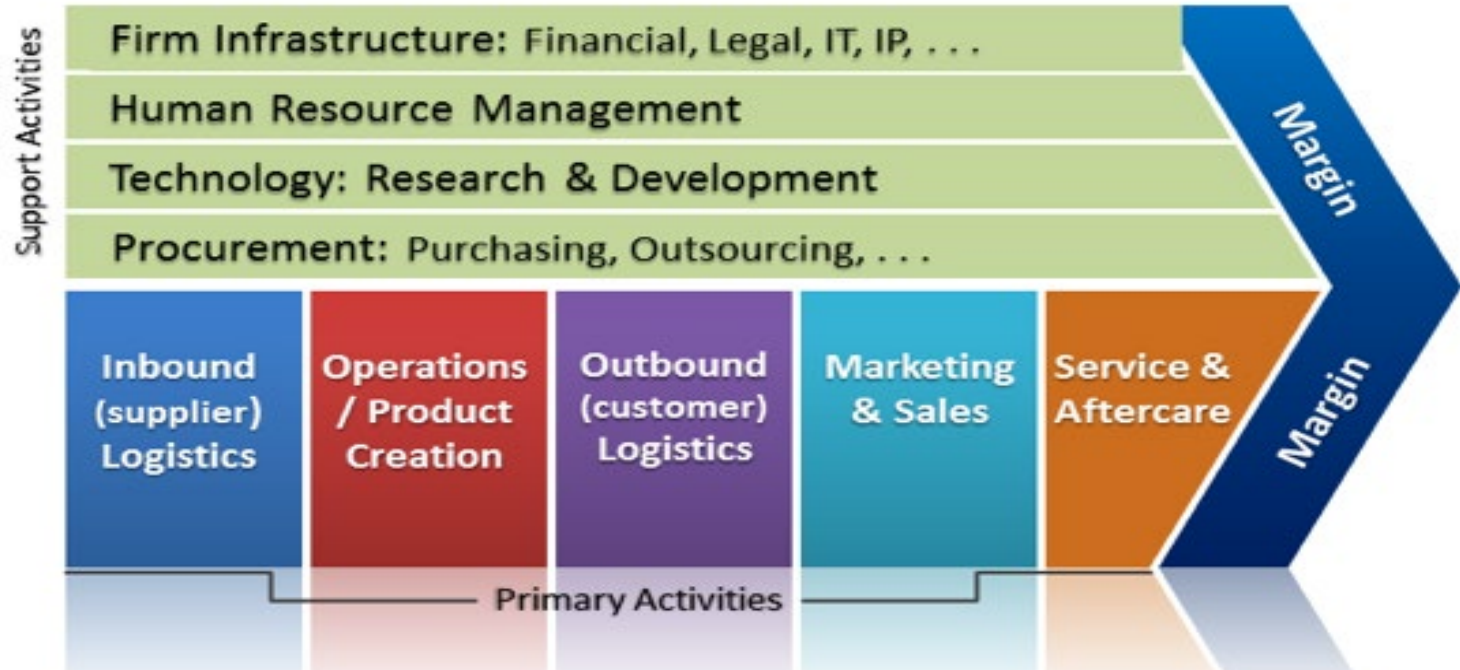 Support Activities
Firm Infrastructure: Financial, Legal, IT, IP, . . .
Human Resource Management
Technology: Research & Development
Procurement: Purchasing, Outsourcing, . . .
Margin
Margin
Inbound
(supplier)
Logistics
Operations
/ Product
Creation
Outbound
(customer)
Logistics
Marketing
& Sales
Service &
Aftercare
Primary Activities